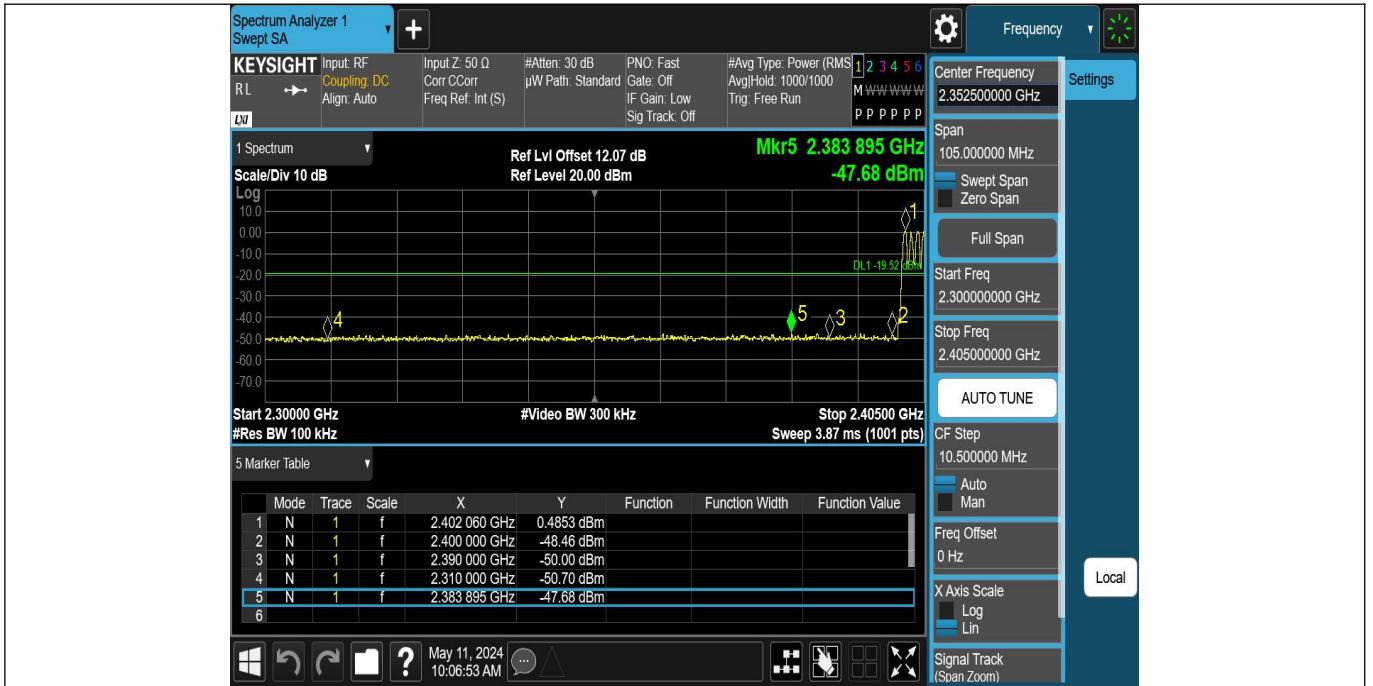 Spectrum Analyzer 1
Swept SA
Frequency
KEYSIGHT
RL
LXI
Input: RF
Coupling: DC
Align: Auto
Input Z: 50 Ω
Corr CCorr
Freq Ref: Int (S)
#Atten: 30 dB
µW Path: Standard
PNO: Fast
Gate: Off
IF Gain: Low
Sig Track: Off
#Avg Type: Power (RMS
Avg|Hold: 1000/1000
Trig: Free Run
1 2 3 4 5 6
M W W W W W
P P P P P P
1 Spectrum
Scale/Div 10 dB
Ref Lvl Offset 12.07 dB
Ref Level 20.00 dBm
Mkr5 2.383 895 GHz
-47.68 dBm
Log
10.0
0.00
-10.0
-20.0
-30.0
-40.0
-50.0
-60.0
-70.0
1
DL1 -19.52 dBm
4
5
3
2
Start 2.30000 GHz
#Video BW 300 kHz
Stop 2.40500 GHz
#Res BW 100 kHz
Sweep 3.87 ms (1001 pts)
5 Marker Table
Mode Trace Scale X Y Function Function Width Function Value
1 N 1 f 2.402 060 GHz 0.4853 dBm
2 N 1 f 2.400 000 GHz -48.46 dBm
3 N 1 f 2.390 000 GHz -50.00 dBm
4 N 1 f 2.310 000 GHz -50.70 dBm
5 N 1 f 2.383 895 GHz -47.68 dBm
6
May 11, 2024
10:06:53 AM
Center Frequency
2.352500000 GHz
Settings
Span
105.000000 MHz
Swept Span
Zero Span
Full Span
Start Freq
2.300000000 GHz
Stop Freq
2.405000000 GHz
AUTO TUNE
CF Step
10.500000 MHz
Auto
Man
Freq Offset
0 Hz
Local
X Axis Scale
Log
Lin
Signal Track
(Span Zoom)